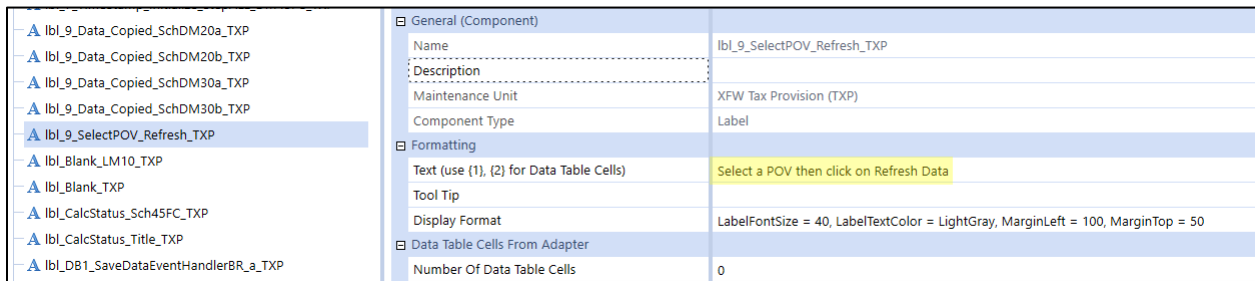 A lbl_9_Data_Copied_SchDM20a_TXP
A lbl_9_Data_Copied_SchDM20b_TXP
A lbl_9_Data_Copied_SchDM30a_TXP
A lbl_9_Data_Copied_SchDM30b_TXP
A lbl_9_SelectPOV_Refresh_TXP
A lbl_Blank_LM10_TXP
A lbl_Blank_TXP
A lbl_CalcStatus_Sch45FC_TXP
A lbl_CalcStatus_Title_TXP
A lbl_DB1_SaveDataEventHandlerBR_a_TXP
General (Component)
Name lbl_9_SelectPOV_Refresh_TXP
Description
Maintenance Unit XFW Tax Provision (TXP)
Component Type Label
Formatting
Text (use {1}, {2} for Data Table Cells) Select a POV then click on Refresh Data
Tool Tip
Display Format LabelFontSize = 40, LabelTextColor = LightGray, MarginLeft = 100, MarginTop = 50
Data Table Cells From Adapter
Number Of Data Table Cells 0